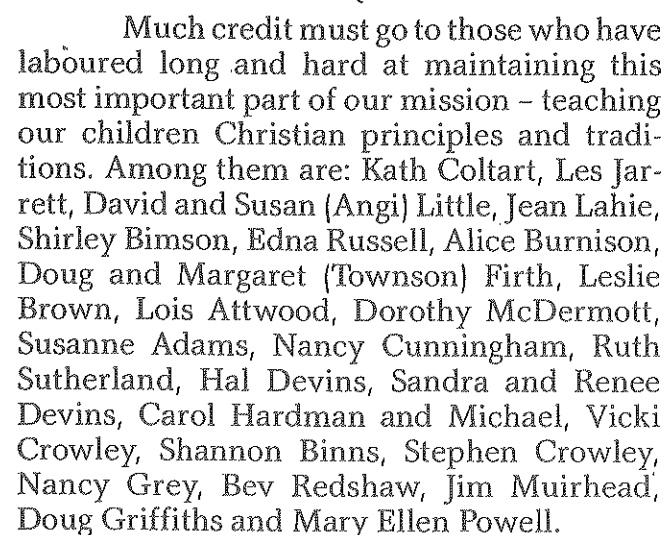 Much credit must go to those who have
laboured long and hard at maintaining this
most important part of our mission – teaching
our children Christian principles and tradi-
tions. Among them are: Kath Coltart, Les Jar-
rett, David and Susan (Angi) Little, Jean Lahie,
Shirley Bimson, Edna Russell, Alice Burnison,
Doug and Margaret (Townson) Firth, Leslie
Brown, Lois Attwood, Dorothy McDermott,
Susanne Adams, Nancy Cunningham, Ruth
Sutherland, Hal Devins, Sandra and Renee
Devins, Carol Hardman and Michael, Vicki
Crowley, Shannon Binns, Stephen Crowley,
Nancy Grey, Bev Redshaw, Jim Muirhead,
Doug Griffiths and Mary Ellen Powell.